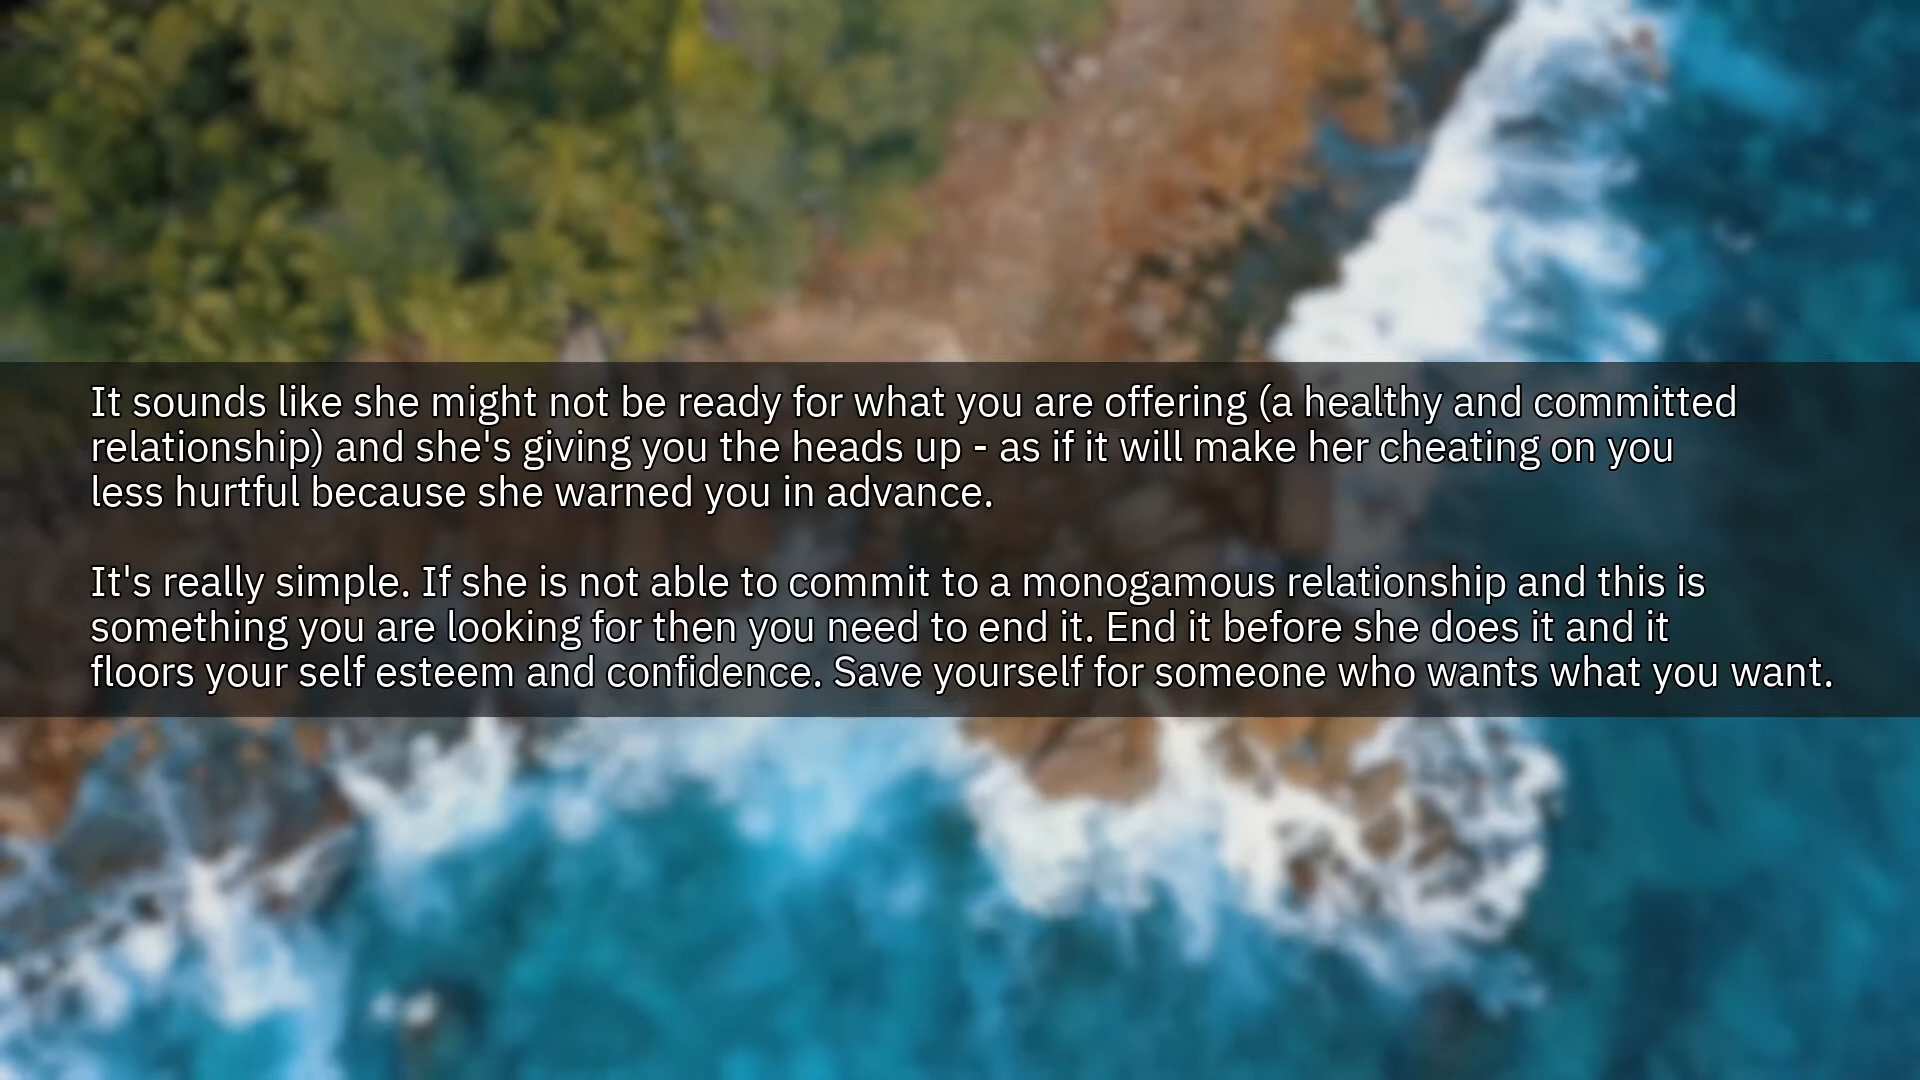 It sounds like she might not be ready for what you are offering (a healthy and committed
relationship) and she's giving you the heads up - as if it will make her cheating on you
less hurtful because she warned you in advance.
It's really simple. If she is not able to commit to a monogamous relationship and this is
something you are looking for then you need to end it. End it before she does it and it
floors your self esteem and confidence. Save yourself for someone who wants what you want.